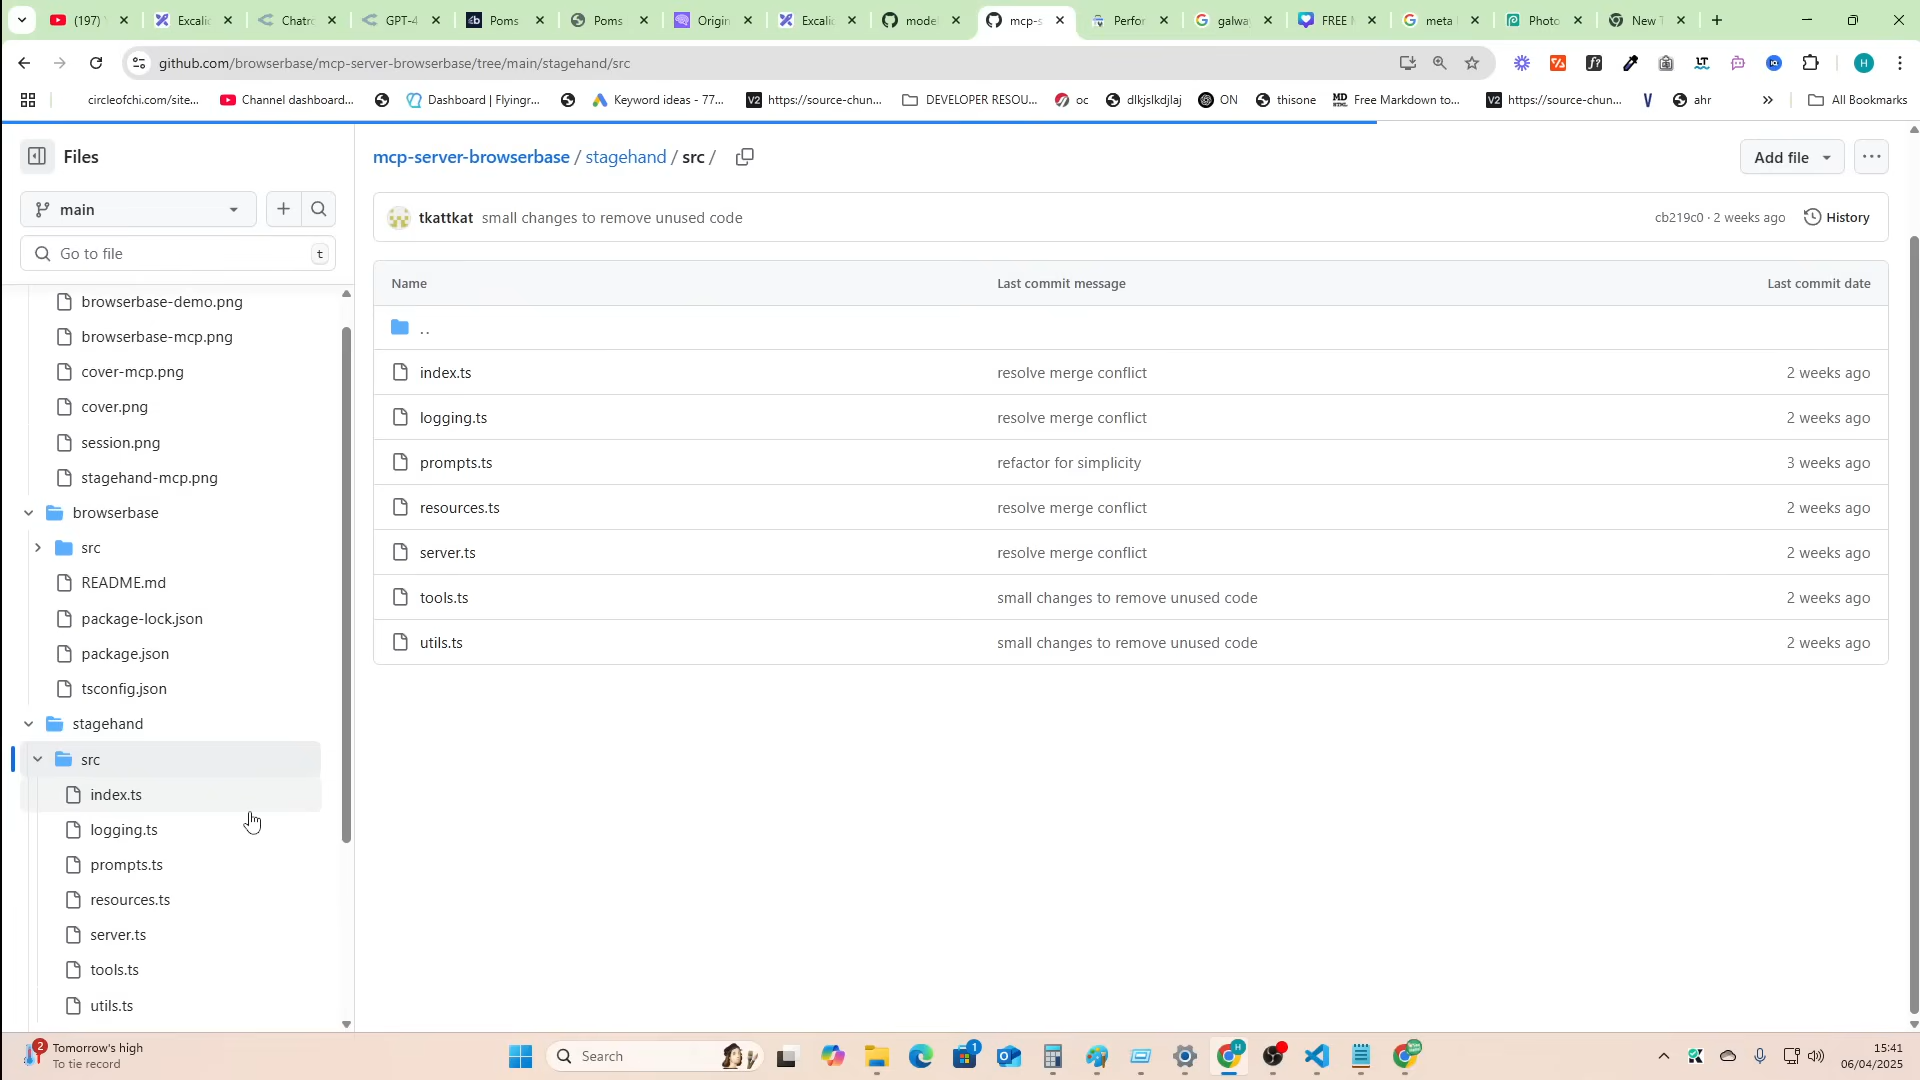 (197)
Excali
Chatr
GPT-4
Poms
Poms
Origin
Excali
mode
mcp-s
Perfor
galwa
FREE
meta
Photo
New T
github.com/browserbase/mcp-server-browserbase/tree/main/stagehand/src
circleofchi.com/site...
Channel dashboard...
Dashboard | Flyingr...
Keyword ideas - 77...
https://source-chun...
DEVELOPER RESOU...
oc
dlkjslkdjlaj
ON
thisone
Free Markdown to...
https://source-chun...
ahr
»
All Bookmarks
Files
mcp-server-browserbase / stagehand / src /
Add file
main
tkattkat small changes to remove unused code
cb219c0 · 2 weeks ago
History
Go to file
t
Name
Last commit message
Last commit date
..
index.ts
resolve merge conflict
2 weeks ago
logging.ts
resolve merge conflict
2 weeks ago
prompts.ts
refactor for simplicity
3 weeks ago
resources.ts
resolve merge conflict
2 weeks ago
server.ts
resolve merge conflict
2 weeks ago
tools.ts
small changes to remove unused code
2 weeks ago
utils.ts
small changes to remove unused code
2 weeks ago
browserbase-demo.png
browserbase-mcp.png
cover-mcp.png
cover.png
session.png
stagehand-mcp.png
browserbase
src
README.md
package-lock.json
package.json
tsconfig.json
stagehand
src
index.ts
logging.ts
prompts.ts
resources.ts
server.ts
tools.ts
utils.ts
2
Tomorrow's high
To tie record
Search
1
15:41
06/04/2025